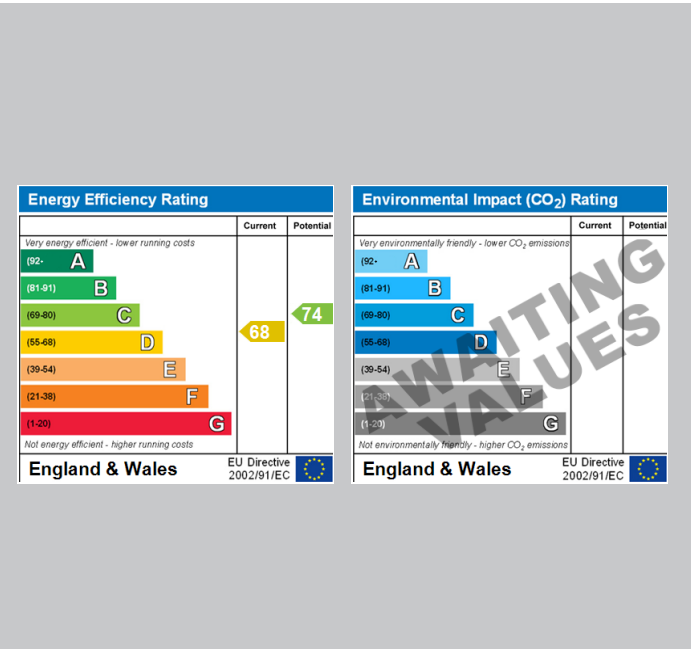 Energy Efficiency Rating
Current Potential
Very energy efficient - lower running costs
(92- A
(81-91) B
(69-80) C
74
(55-68) D
68
(39-54) E
(21-38) F
(1-20) G
Not energy efficient - higher running costs
England & Wales
EU Directive
2002/91/EC
Environmental Impact (CO2) Rating
Current Potential
Very environmentally friendly - lower CO2 emissions
(92- A
(81-91) B
(69-80) C
(55-68) D
(39-54) E
(21-38) F
(1-20) G
AWAITING
VALUES
Not environmentally friendly - higher CO2 emissions
England & Wales
EU Directive
2002/91/EC